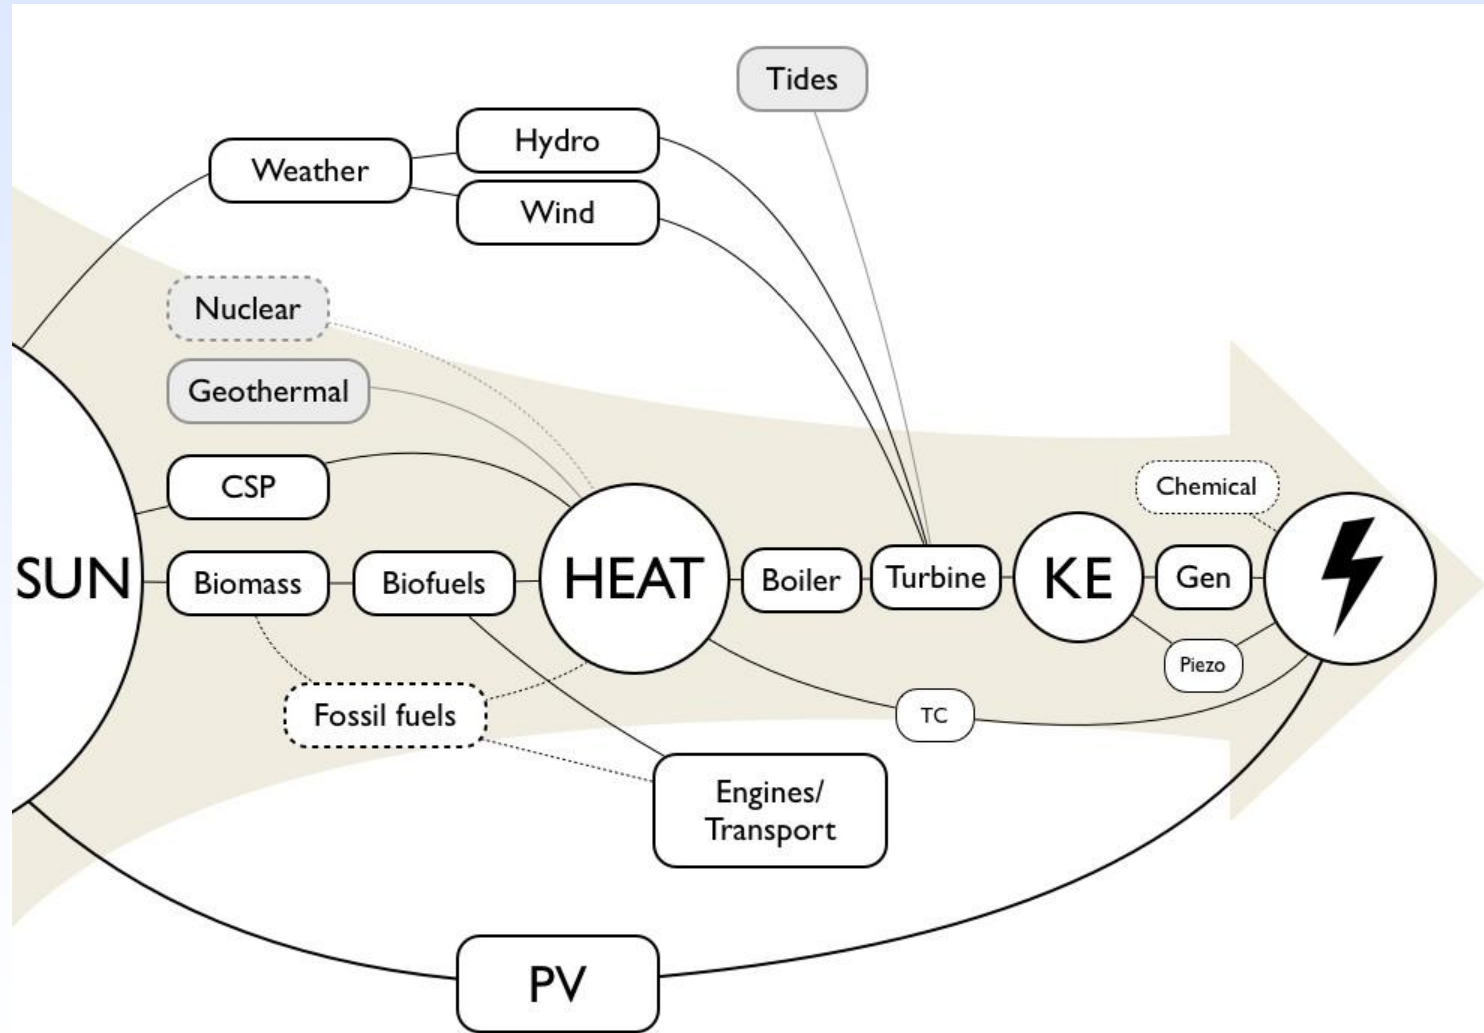 Tides
Hydro
Weather
Wind
Nuclear
Geothermal
CSP
Chemical
SUN
Biomass
Biofuels
HEAT
Boiler
Turbine
KE
Gen
Piezo
Fossil fuels
TC
Engines/
Transport
PV